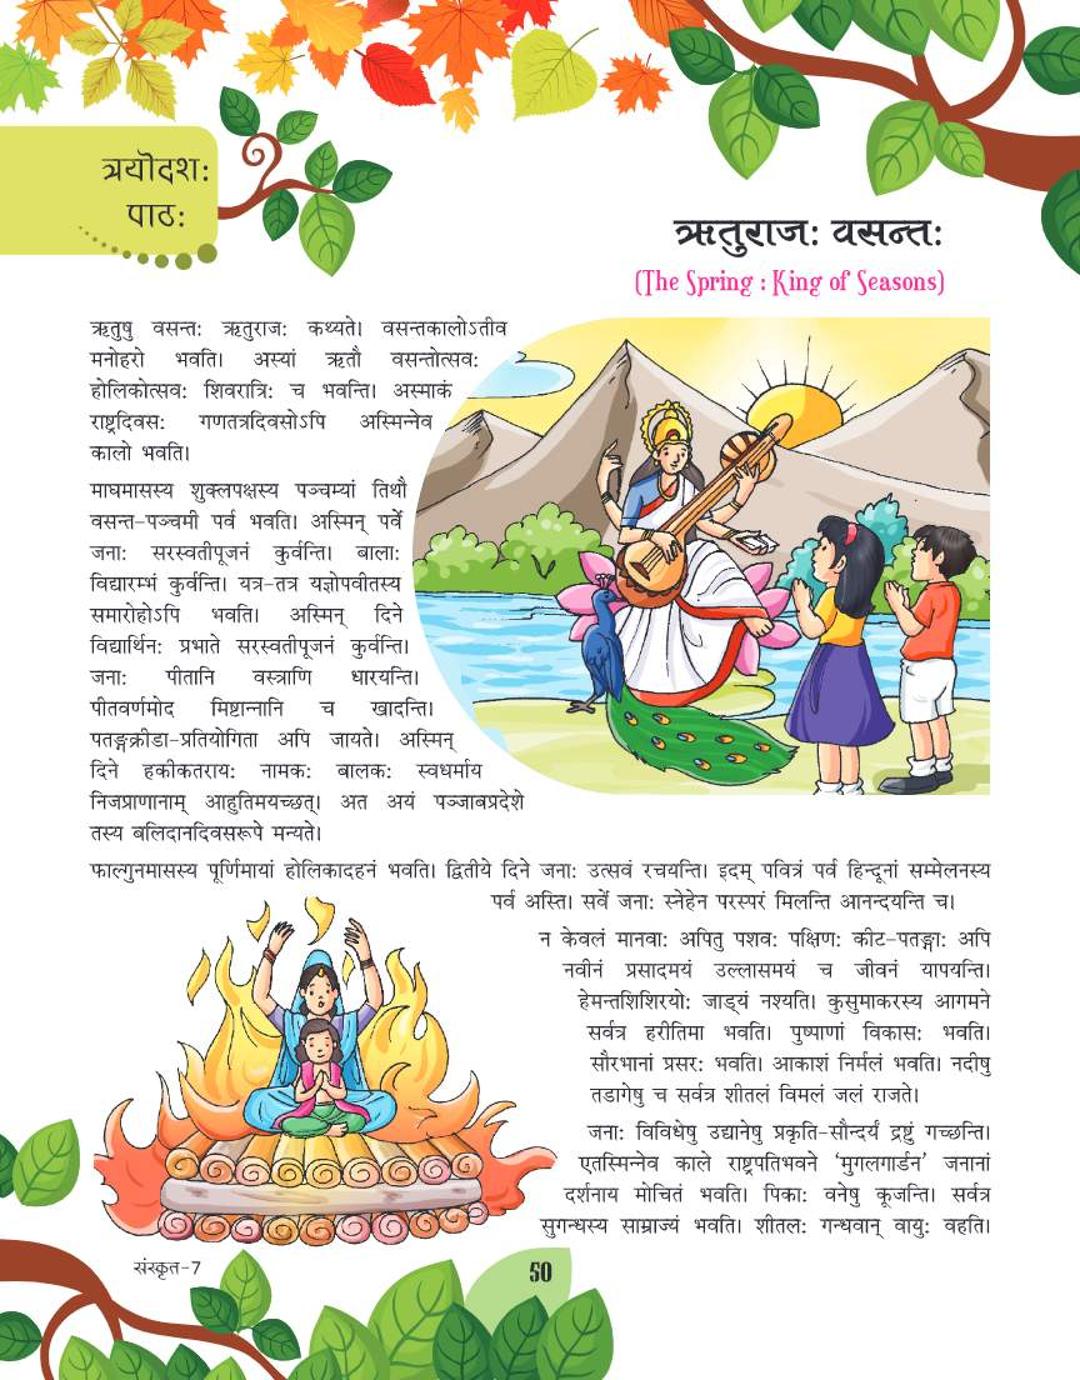 त्रयोदशः
पाठः
ऋतुराजः वसन्तः
(The Spring : King of Seasons)
ऋतुषु वसन्तः ऋतुराजः कथ्यते। वसन्तकालोऽतीव
मनोहरो भवति। अस्यां ऋतौ वसन्तोत्सवः
होलिकोत्सवः शिवरात्रिः च भवन्ति। अस्माकं
राष्ट्रदिवसः गणतत्रदिवसोऽपि अस्मिन्नेव
कालो भवति।
माघमासस्य शुक्लपक्षस्य पञ्चम्यां तिथौ
वसन्त-पञ्चमी पर्व भवति। अस्मिन् पर्वे
जनाः सरस्वतीपूजनं कुर्वन्ति। बालाः
विद्यारम्भं कुर्वन्ति। यत्र-तत्र यज्ञोपवीतस्य
समारोहोऽपि भवति। अस्मिन् दिने
विद्यार्थिनः प्रभाते सरस्वतीपूजनं कुर्वन्ति।
जनाः पीतानि वस्त्राणि धारयन्ति।
पीतवर्णमोद मिष्टान्नानि च खादन्ति।
पतङ्गक्रीडा-प्रतियोगिता अपि जायते। अस्मिन्
दिने हकीकतरायः नामकः बालकः स्वधर्माय
निजप्राणानाम् आहुतिमयच्छत्। अत अयं पञ्जाबप्रदेशे
तस्य बलिदानदिवसरूपे मन्यते।
फाल्गुनमासस्य पूर्णिमायां होलिकादहनं भवति। द्वितीये दिने जनाः उत्सवं रचयन्ति। इदम् पवित्रं पर्व हिन्दूनां सम्मेलनस्य
पर्व अस्ति। सर्वे जनाः स्नेहेन परस्परं मिलन्ति आनन्दयन्ति च।
न केवलं मानवाः अपितु पशवः पक्षिणः कीट-पतङ्गाः अपि
नवीनं प्रसादमयं उल्लासमयं च जीवनं यापयन्ति।
हेमन्तशिशिरयोः जाड्यं नश्यति। कुसुमाकरस्य आगमने
सर्वत्र हरीतिमा भवति। पुष्पाणां विकासः भवति।
सौरभानां प्रसरः भवति। आकाशं निर्मलं भवति। नदीषु
तडागेषु च सर्वत्र शीतलं विमलं जलं राजते।
जनाः विविधेषु उद्यानेषु प्रकृति-सौन्दर्यं द्रष्टुं गच्छन्ति।
एतस्मिन्नेव काले राष्ट्रपतिभवने ‘मुगलगार्डन’ जनानां
दर्शनाय मोचितं भवति। पिकाः वनेषु कूजन्ति। सर्वत्र
सुगन्धस्य साम्राज्यं भवति। शीतलः गन्धवान् वायुः वहति।
संस्कृत-7
50